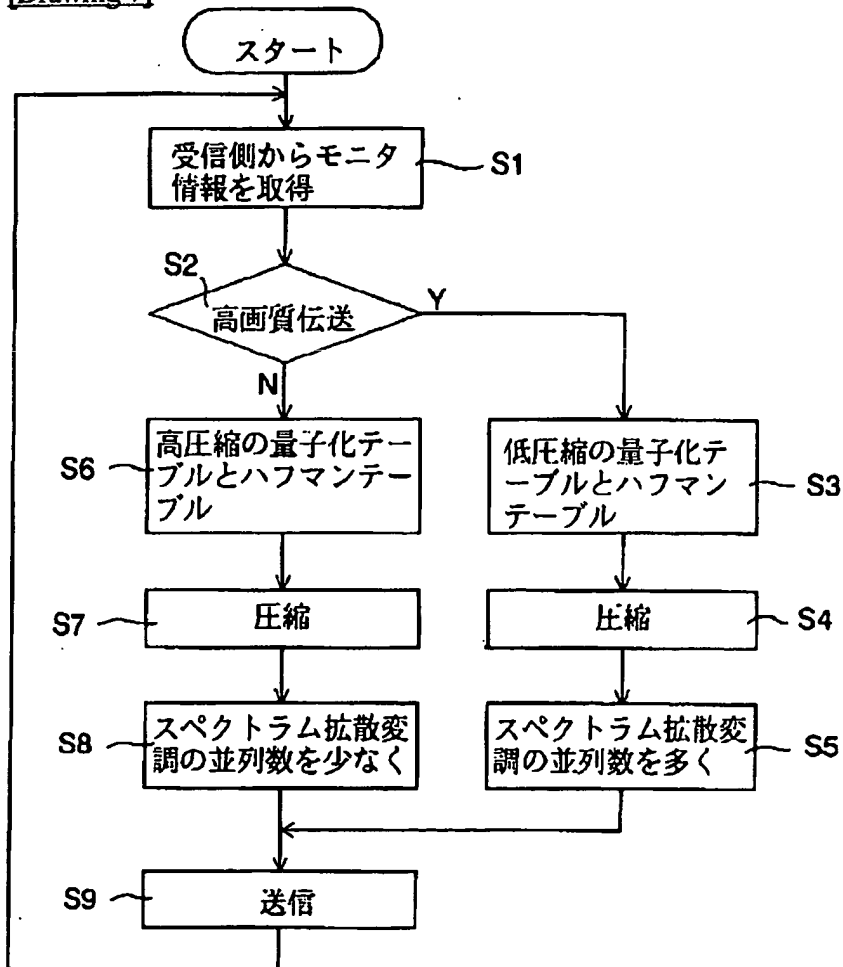 スタート
受信側からモニタ
情報を取得
S1
S2
高画質伝送
Y
N
S6
高圧縮の量子化テー
ブルとハフマンテー
ブル
低圧縮の量子化テ
ーブルとハフマン
テーブル
S3
S7
圧縮
圧縮
S4
S8
スペクトラム拡散変
調の並列数を少なく
スペクトラム拡散変
調の並列数を多く
S5
S9
送信